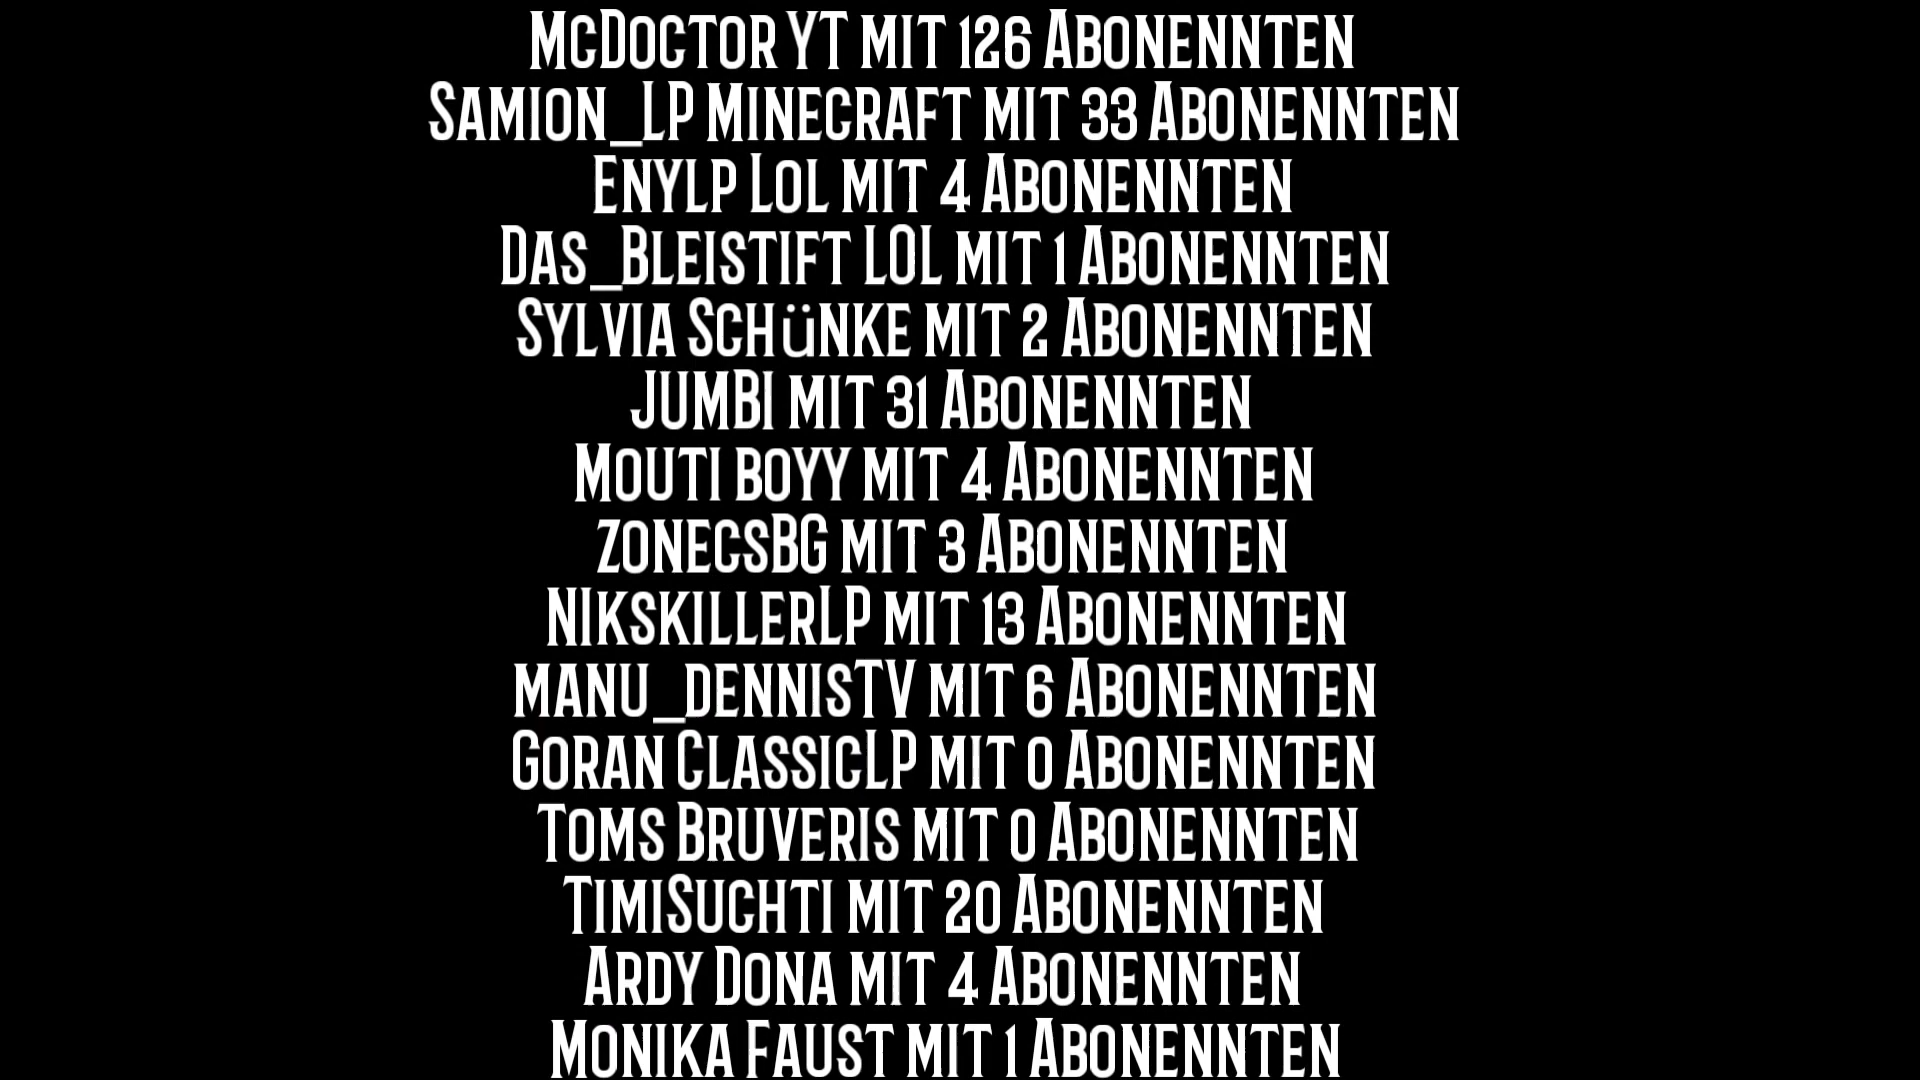 McDoctor YT mit 126 Abonennten
Samion_LP Minecraft mit 33 Abonennten
Enylp Lol mit 4 Abonennten
Das_Bleistift LOL mit 1 Abonennten
Sylvia Schünke mit 2 Abonennten
JUMBI mit 31 Abonennten
Mouti boyy mit 4 Abonennten
zonecsBG mit 3 Abonennten
NIkskillerLP mit 13 Abonennten
manu_dennisTV mit 6 Abonennten
Goran ClassicLP mit 0 Abonennten
Toms Bruveris mit 0 Abonennten
TimiSuchti mit 20 Abonennten
Ardy Dona mit 4 Abonennten
Monika Faust mit 1 Abonennten